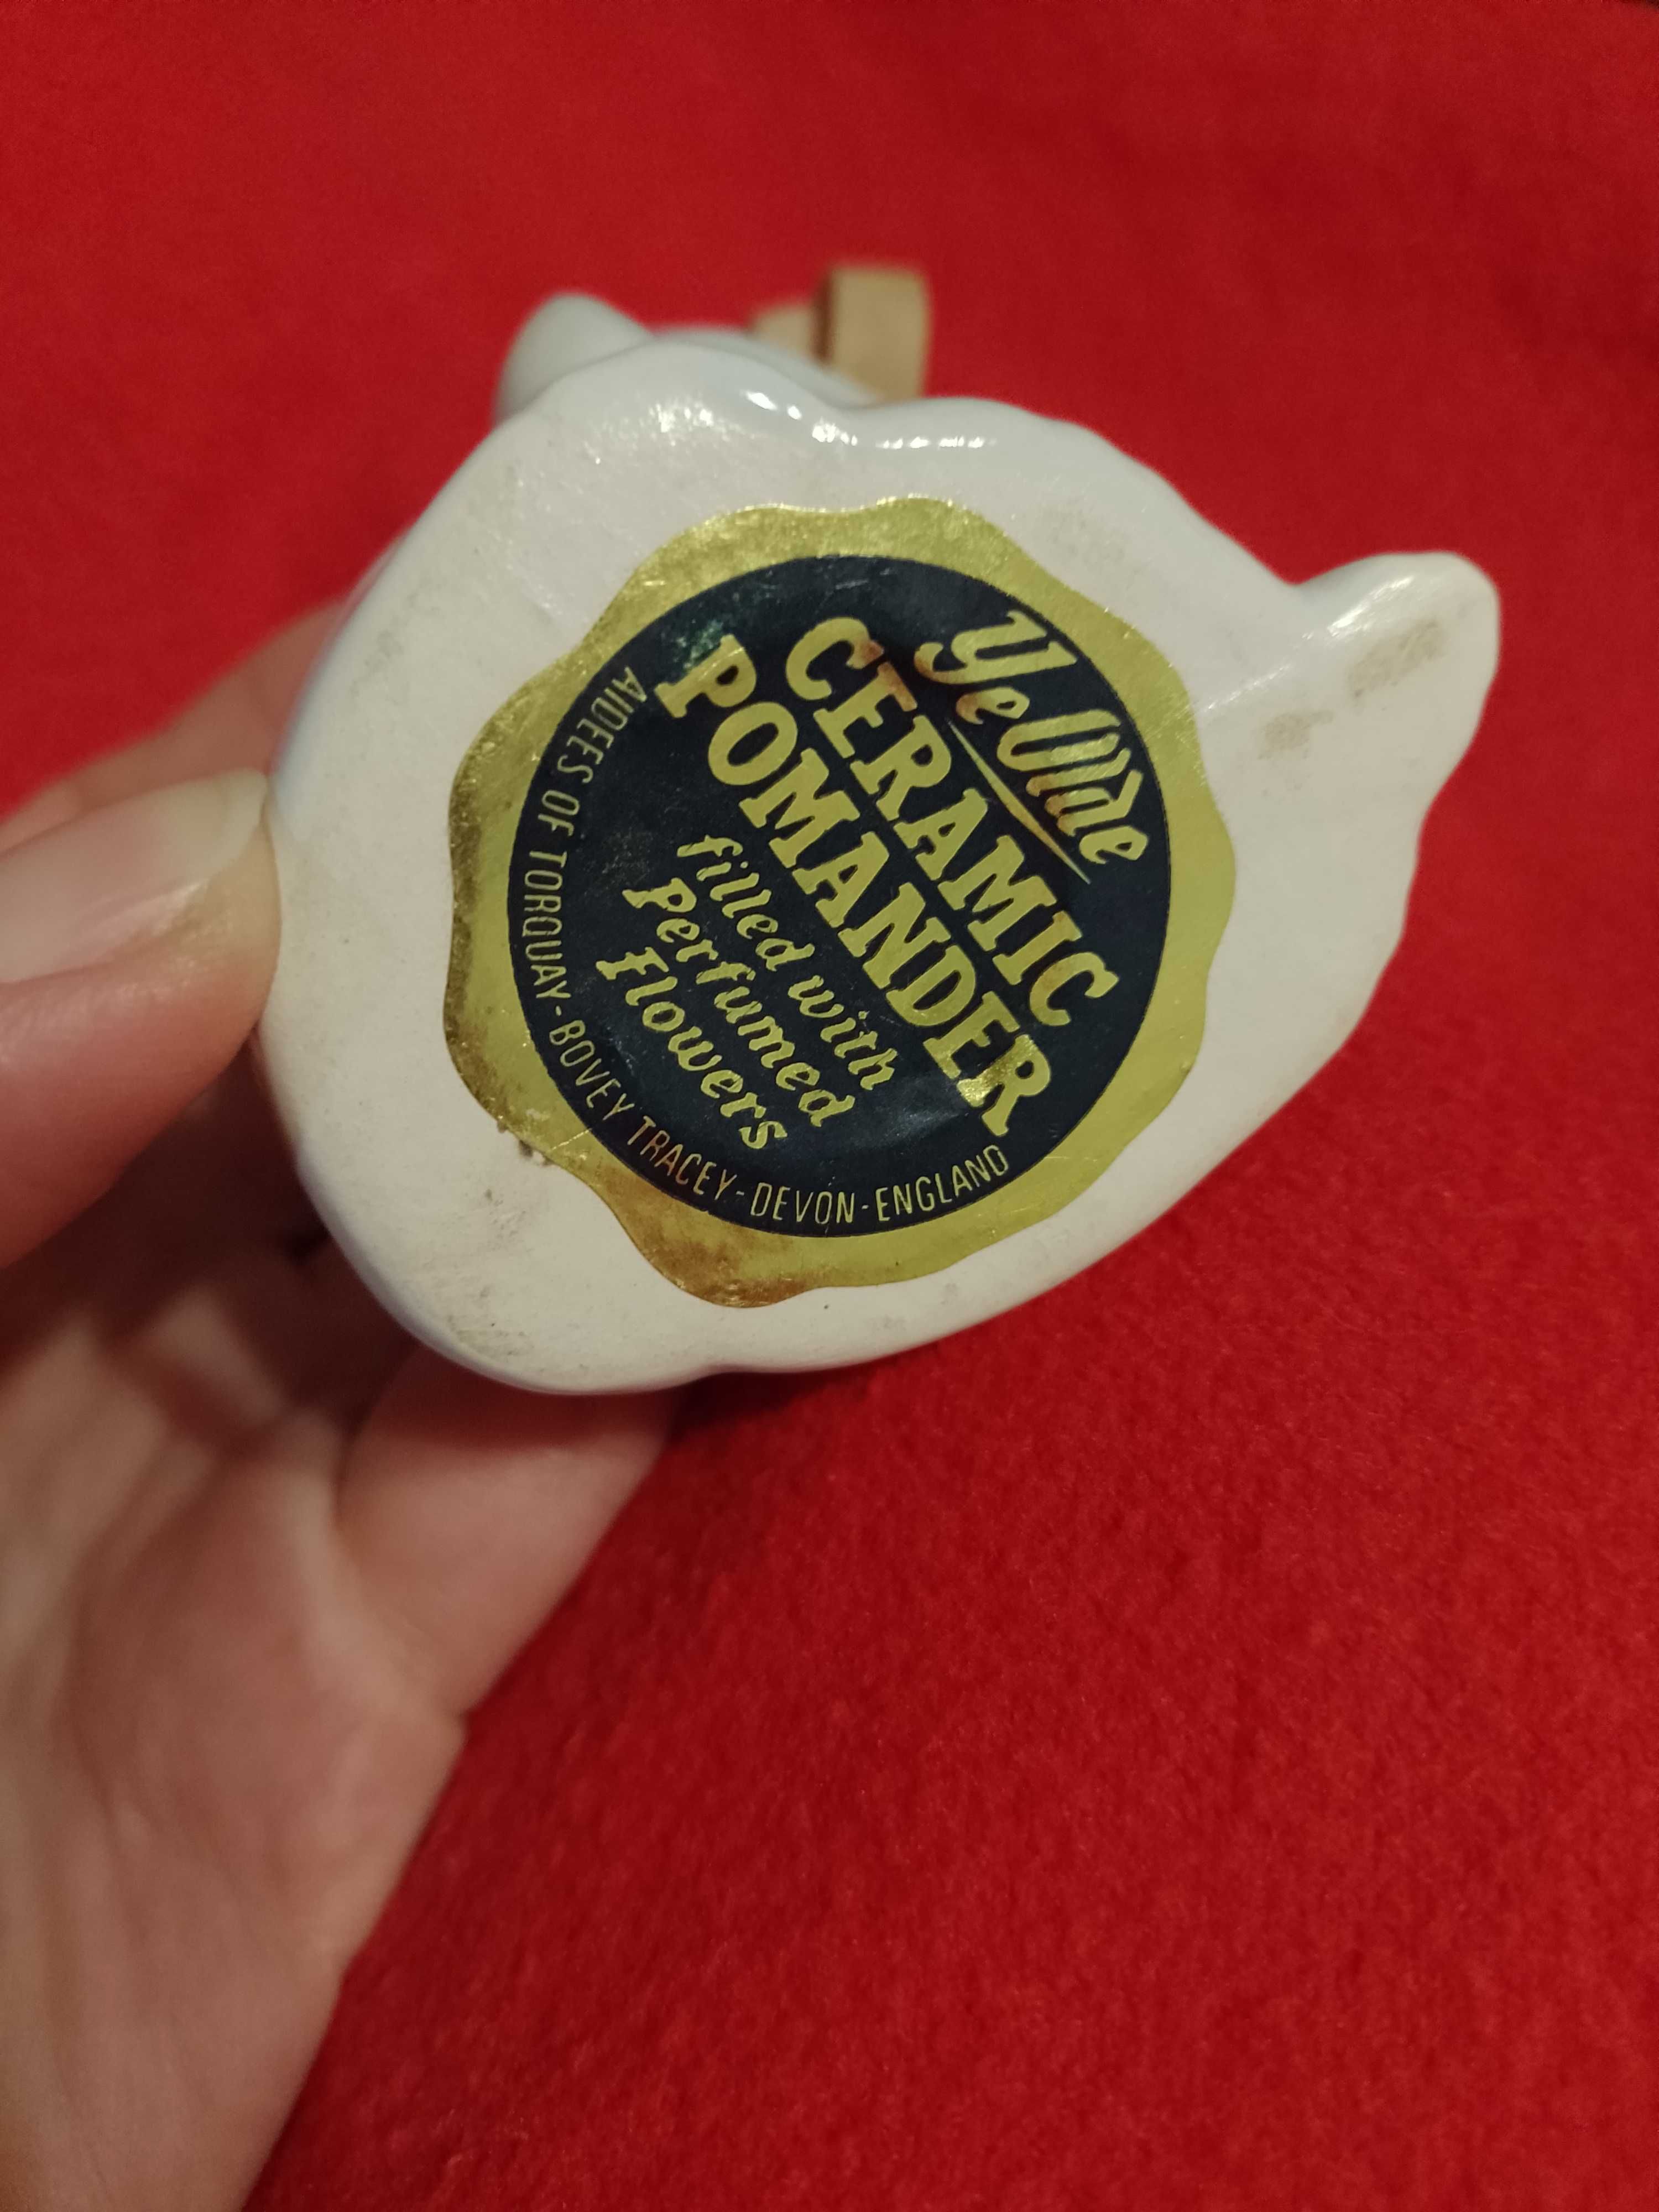 Ye Olde
CERAMIC
POMANDER
filled with
Perfumed
Flowers
AIDEES OF TORQUAY - BOVEY TRACEY - DEVON - ENGLAND